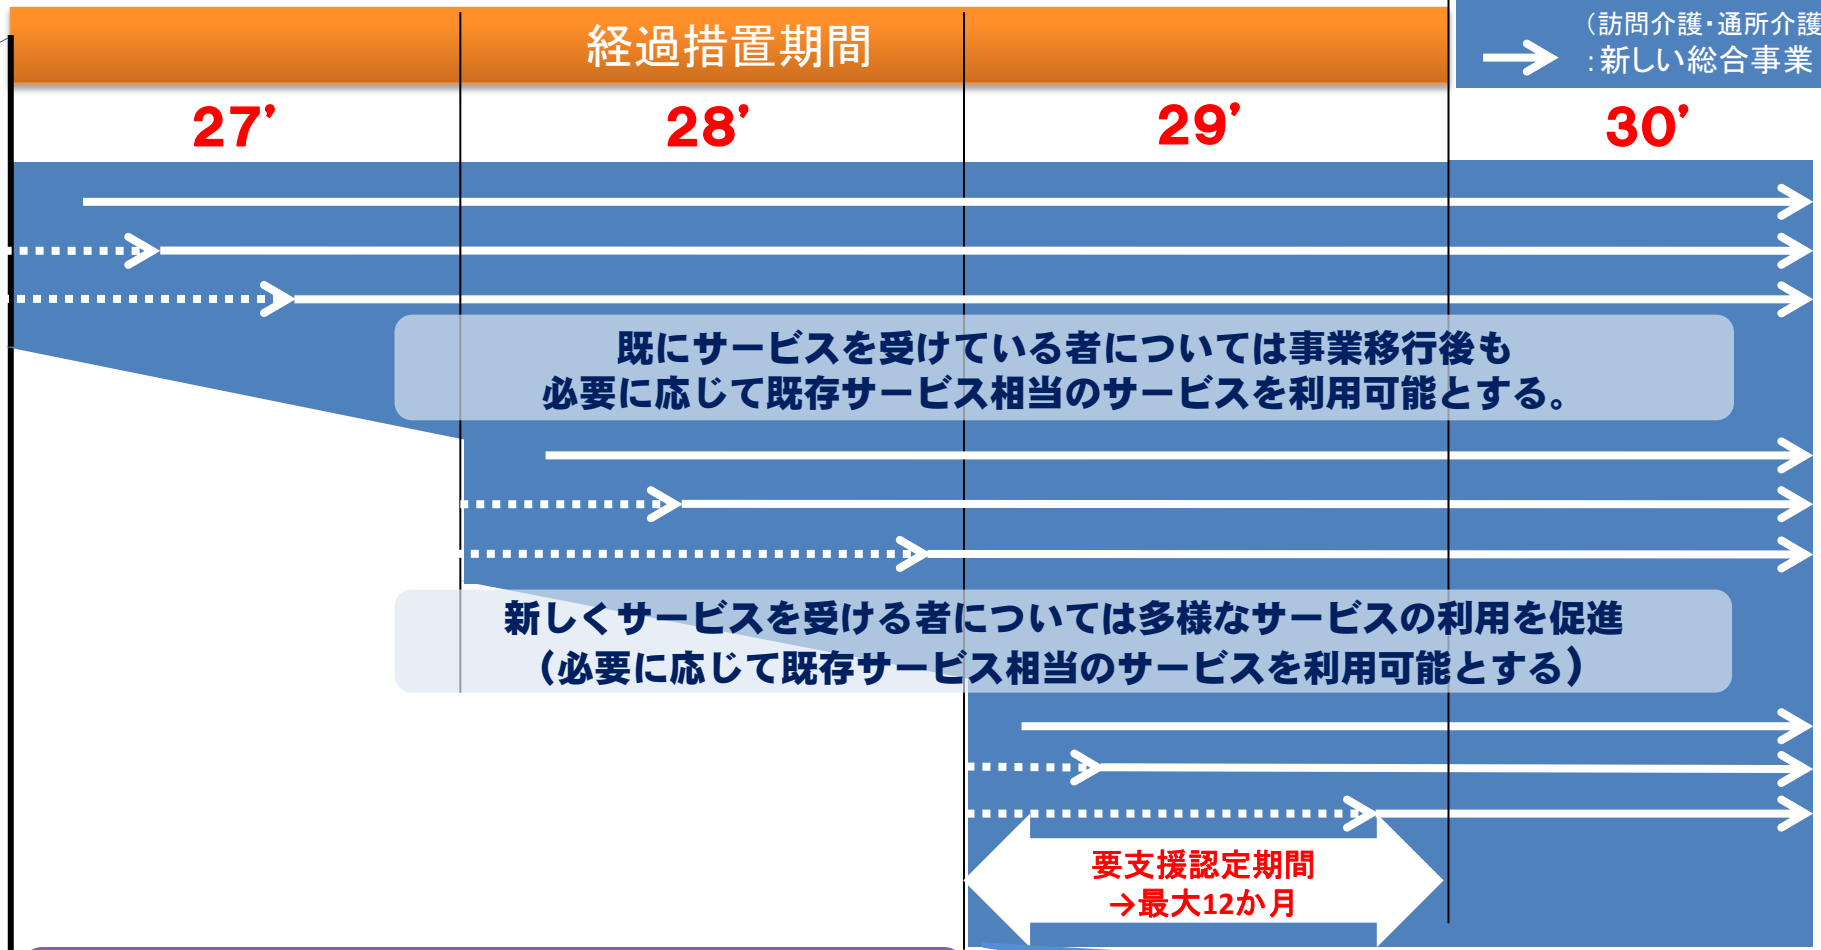 経過措置期間
（訪問介護・通所介護
：新しい総合事業
27’
28’
29’
30’
既にサービスを受けている者については事業移行後も
必要に応じて既存サービス相当のサービスを利用可能とする。
新しくサービスを受ける者については多様なサービスの利用を促進
（必要に応じて既存サービス相当のサービスを利用可能とする）
要支援認定期間
→最大12か月